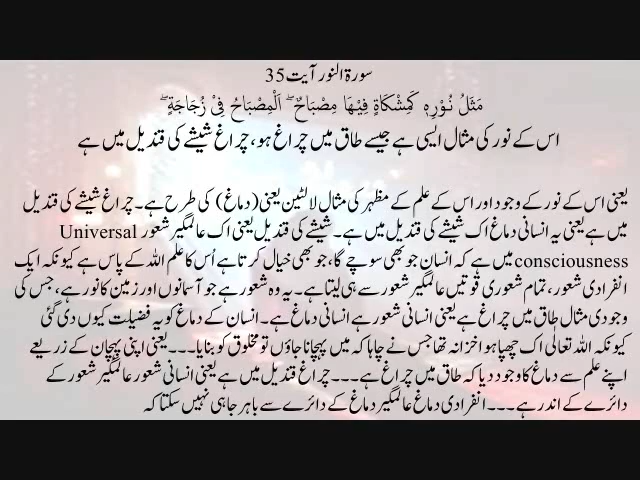 سورۃ النور آیت 35
مَثَلُ نُوْرِہٖ کَمِشْکَاۃٍ فِیْہَا مِصْبَاحٌ ۖ اَلْمِصْبَاحُ فِیْ زُجَاجَۃٍ ۖ
اس کے نور کی مثال ایسی ہے جیسے طاق میں چراغ ہو، چراغ شیشے کی قندیل میں ہے
یعنی اس کے نور کے وجود اور اس کے علم کے مظہر کی مثال لالٹین یعنی (دماغ) کی طرح ہے۔ چراغ شیشے کی قندیل
میں ہے یعنی یہ انسانی دماغ اک شیشے کی قندیل میں ہے۔ شیشے کی قندیل یعنی اک عالمگیر شعور Universal
consciousness میں ہے کہ انسان جو بھی سوچے گا، جو بھی خیال کرتا ہے اُس کا علم اللہ کے پاس ہے کیونکہ ایک
انفرادی شعور، تمام شعوری قوتیں عالمگیر شعور سے ہی لیتا ہے۔ یہ وہ شعور ہے جو آسمانوں اور زمین کا نور ہے، جس کی
وجودی مثال طاق میں چراغ ہے یعنی انسانی شعور ہے انسانی دماغ ہے۔ انسان کے دماغ کو یہ فضیلت کیوں دی گئی
کیونکہ اللہ تعالٰی اک چھپا ہوا خزانہ تھا جس نے چاہا کہ میں پہچانا جاؤں تو مخلوق کو بنایا۔۔۔ یعنی اپنی پہچان کے زریعے
اپنے علم سے دماغ کا وجود دیا کہ طاق میں چراغ ہے۔۔۔ چراغ قندیل میں ہے یعنی انسانی شعور عالمگیر شعور کے
دائرے کے اندر ہے۔۔۔ انفرادی دماغ عالمگیر دماغ کے دائرے سے باہر جا ہی نہیں سکتا کہ